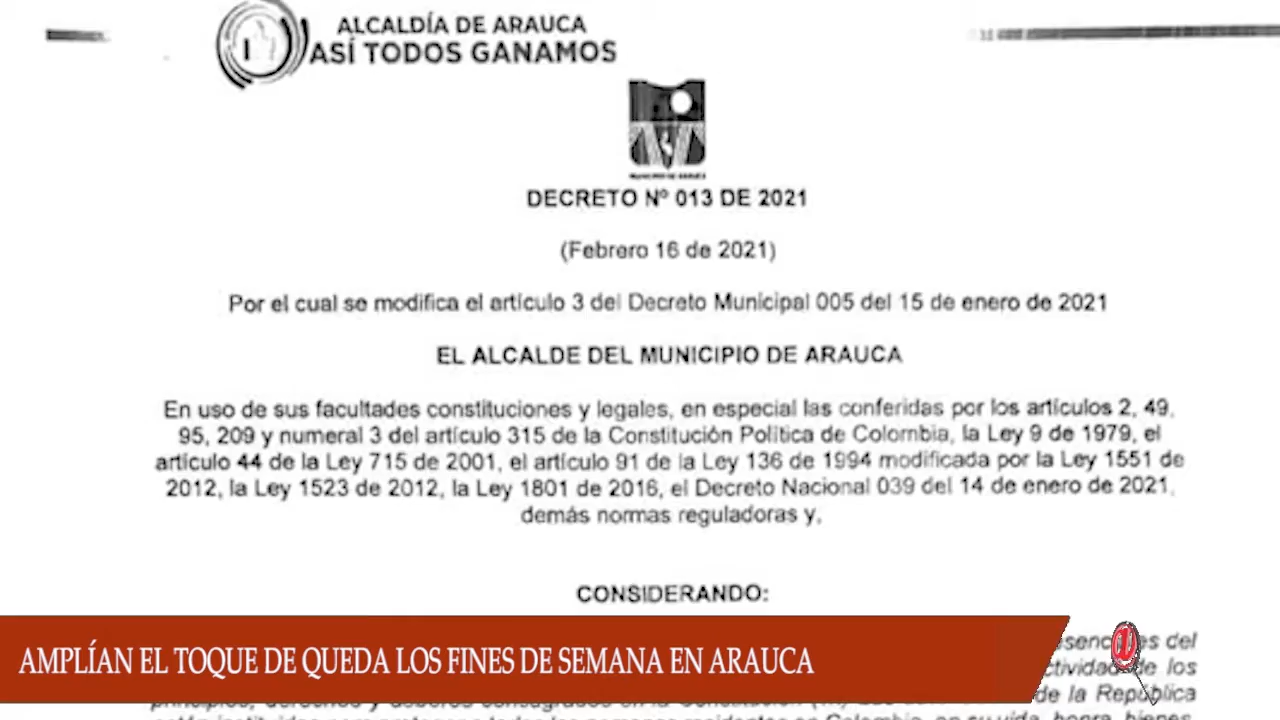 ALCALDÍA DE ARAUCA
ASÍ TODOS GANAMOS
MUNICIPIO DE ARAUCA
DECRETO Nº 013 DE 2021
(Febrero 16 de 2021)
Por el cual se modifica el artículo 3 del Decreto Municipal 005 del 15 de enero de 2021
EL ALCALDE DEL MUNICIPIO DE ARAUCA
En uso de sus facultades constituciones y legales, en especial las conferidas por los artículos 2, 49,
95, 209 y numeral 3 del artículo 315 de la Constitución Política de Colombia, la Ley 9 de 1979, el
artículo 44 de la Ley 715 de 2001, el artículo 91 de la Ley 136 de 1994 modificada por la Ley 1551 de
2012, la Ley 1523 de 2012, la Ley 1801 de 2016, el Decreto Nacional 039 del 14 de enero de 2021,
demás normas reguladoras y,
CONSIDERANDO:
del
de los
de la República
AMPLÍAN EL TOQUE DE QUEDA LOS FINES DE SEMANA EN ARAUCA